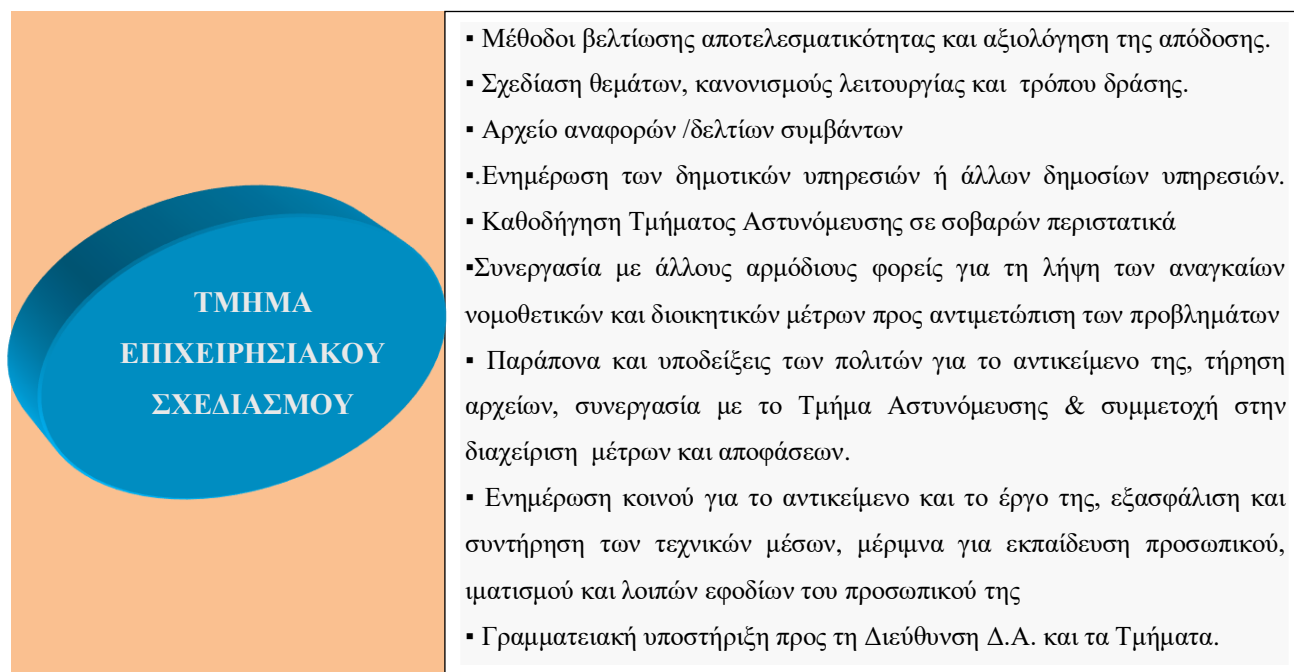 ΤΜΗΜΑ
ΕΠΙΧΕΙΡΗΣΙΑΚΟΥ
ΣΧΕΔΙΑΣΜΟΥ
▪ Μέθοδοι βελτίωσης αποτελεσματικότητας και αξιολόγηση της απόδοσης.
▪ Σχεδίαση θεμάτων, κανονισμούς λειτουργίας και τρόπου δράσης.
▪ Αρχείο αναφορών /δελτίων συμβάντων
▪.Ενημέρωση των δημοτικών υπηρεσιών ή άλλων δημοσίων υπηρεσιών.
▪ Καθοδήγηση Τμήματος Αστυνόμευσης σε σοβαρών περιστατικά
▪Συνεργασία με άλλους αρμόδιους φορείς για τη λήψη των αναγκαίων
νομοθετικών και διοικητικών μέτρων προς αντιμετώπιση των προβλημάτων
▪ Παράπονα και υποδείξεις των πολιτών για το αντικείμενο της, τήρηση
αρχείων, συνεργασία με το Τμήμα Αστυνόμευσης & συμμετοχή στην
διαχείριση μέτρων και αποφάσεων.
▪ Ενημέρωση κοινού για το αντικείμενο και το έργο της, εξασφάλιση και
συντήρηση των τεχνικών μέσων, μέριμνα για εκπαίδευση προσωπικού,
ιματισμού και λοιπών εφοδίων του προσωπικού της
▪ Γραμματειακή υποστήριξη προς τη Διεύθυνση Δ.Α. και τα Τμήματα.